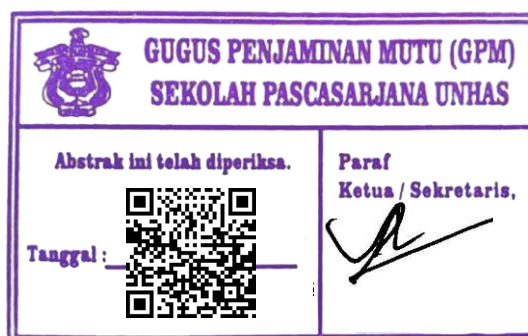 GUGUS PENJAMINAN MUTU (GPM)
SEKOLAH PASCASARJANA UNHAS
Abstrak ini telah diperiksa.
Tanggal :
Paraf
Ketua / Sekretaris,